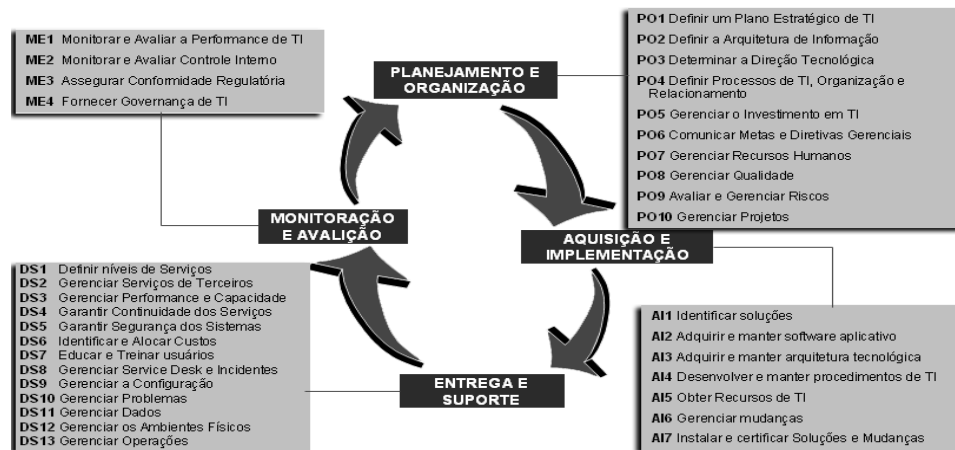 ME1 Monitorar e Avaliar a Performance de TI
ME2 Monitorar e Avaliar Controle Interno
ME3 Assegurar Conformidade Regulatória
ME4 Fornecer Governança de TI
PLANEJAMENTO E
ORGANIZAÇÃO
PO1 Definir um Plano Estratégico de TI
PO2 Definir a Arquitetura de Informação
PO3 Determinar a Direção Tecnológica
PO4 Definir Processos de TI, Organização e
Relacionamento
PO5 Gerenciar o Investimento em TI
PO6 Comunicar Metas e Diretivas Gerenciais
PO7 Gerenciar Recursos Humanos
PO8 Gerenciar Qualidade
PO9 Avaliar e Gerenciar Riscos
PO10 Gerenciar Projetos
MONITORAÇÃO
E AVALIÇÃO
AQUISIÇÃO E
IMPLEMENTAÇÃO
DS1 Definir níveis de Serviços
DS2 Gerenciar Serviços de Terceiros
DS3 Gerenciar Performance e Capacidade
DS4 Garantir Continuidade dos Serviços
DS5 Garantir Segurança dos Sistemas
DS6 Identificar e Alocar Custos
DS7 Educar e Treinar usuários
DS8 Gerenciar Service Desk e Incidentes
DS9 Gerenciar a Configuração
DS10 Gerenciar Problemas
DS11 Gerenciar Dados
DS12 Gerenciar os Ambientes Físicos
DS13 Gerenciar Operações
ENTREGA E
SUPORTE
AI1 Identificar soluções
AI2 Adquirir e manter software aplicativo
AI3 Adquirir e manter arquitetura tecnológica
AI4 Desenvolver e manter procedimentos de TI
AI5 Obter Recursos de TI
AI6 Gerenciar mudanças
AI7 Instalar e certificar Soluções e Mudanças